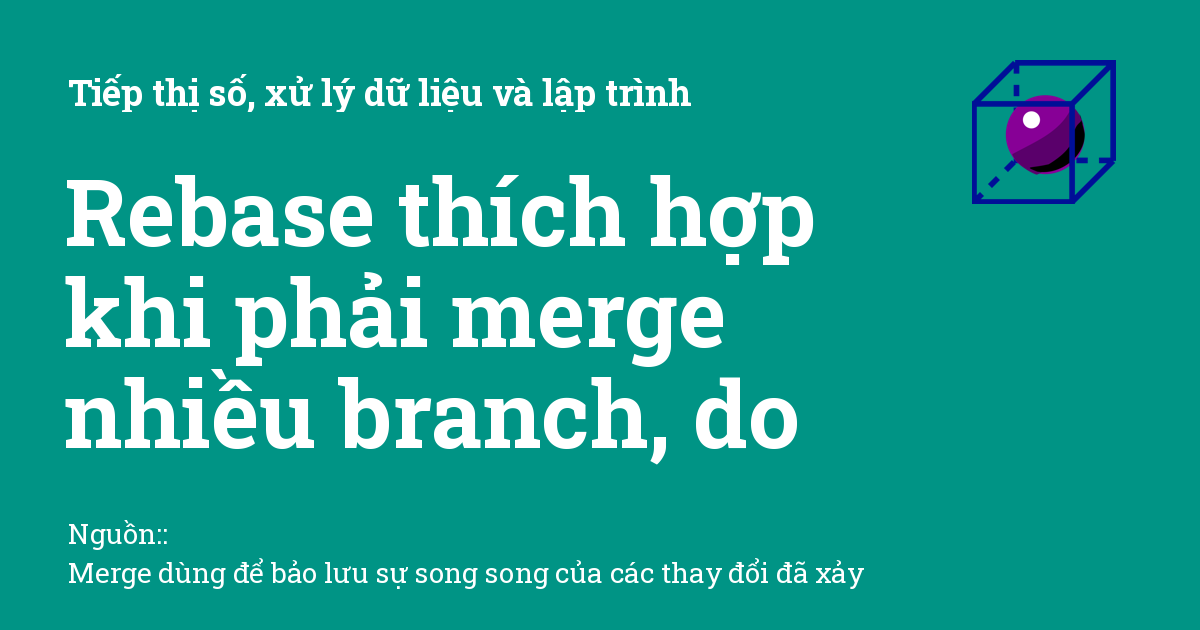 Tiếp thị số, xử lý dữ liệu và lập trình
Rebase thích hợp
khi phải merge
nhiều branch, do
Nguồn::
Merge dùng để bảo lưu sự song song của các thay đổi đã xảy